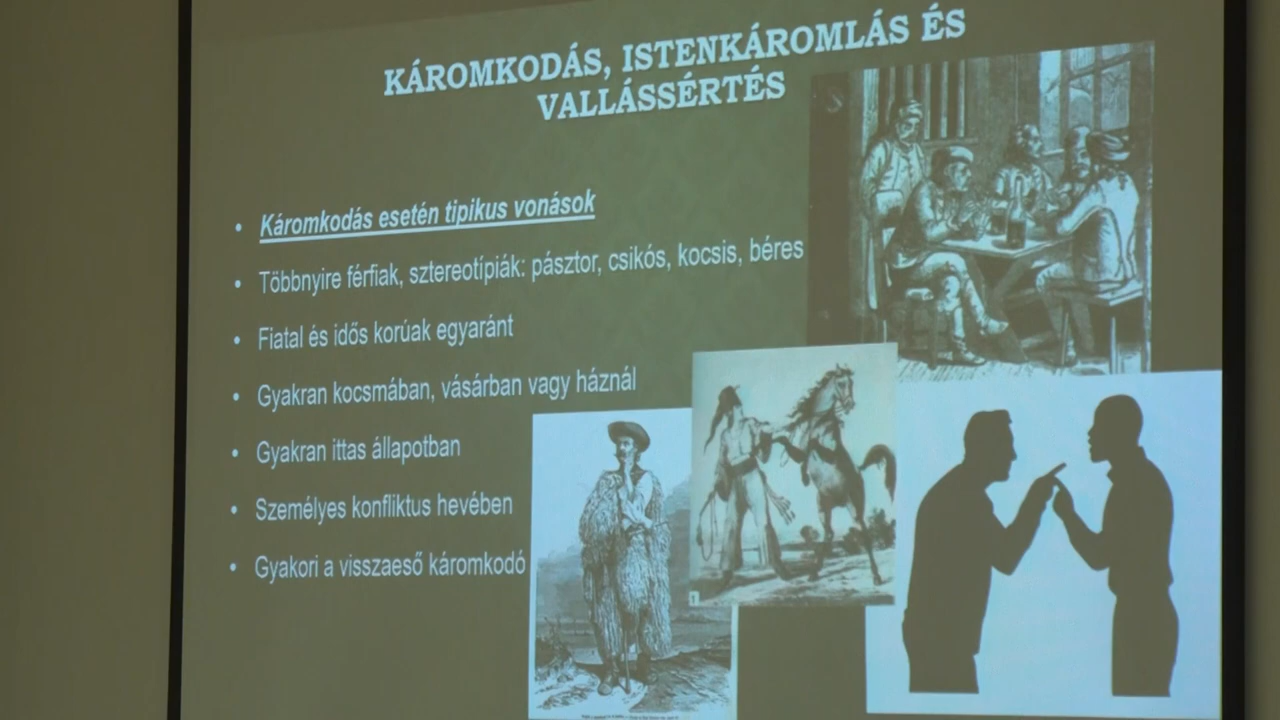 KÁROMKODÁS, ISTENKÁROMLÁS ÉS
VALLÁSSÉRTÉS
• Káromkodás esetén tipikus vonások
• Többnyire férfiak, sztereotípiák: pásztor, csikós, kocsis, béres
• Fiatal és idős korúak egyaránt
• Gyakran kocsmában, vásárban vagy háznál
• Gyakran ittas állapotban
• Személyes konfliktus hevében
• Gyakori a visszaeső káromkodó